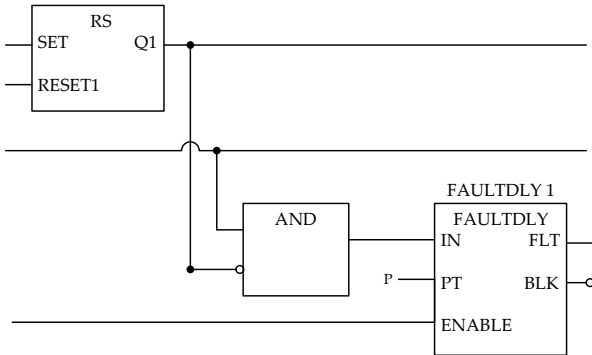 RS
SET Q1
RESET1
FAULTDLY 1
AND FAULTDLY
IN FLT
P PT BLK
ENABLE